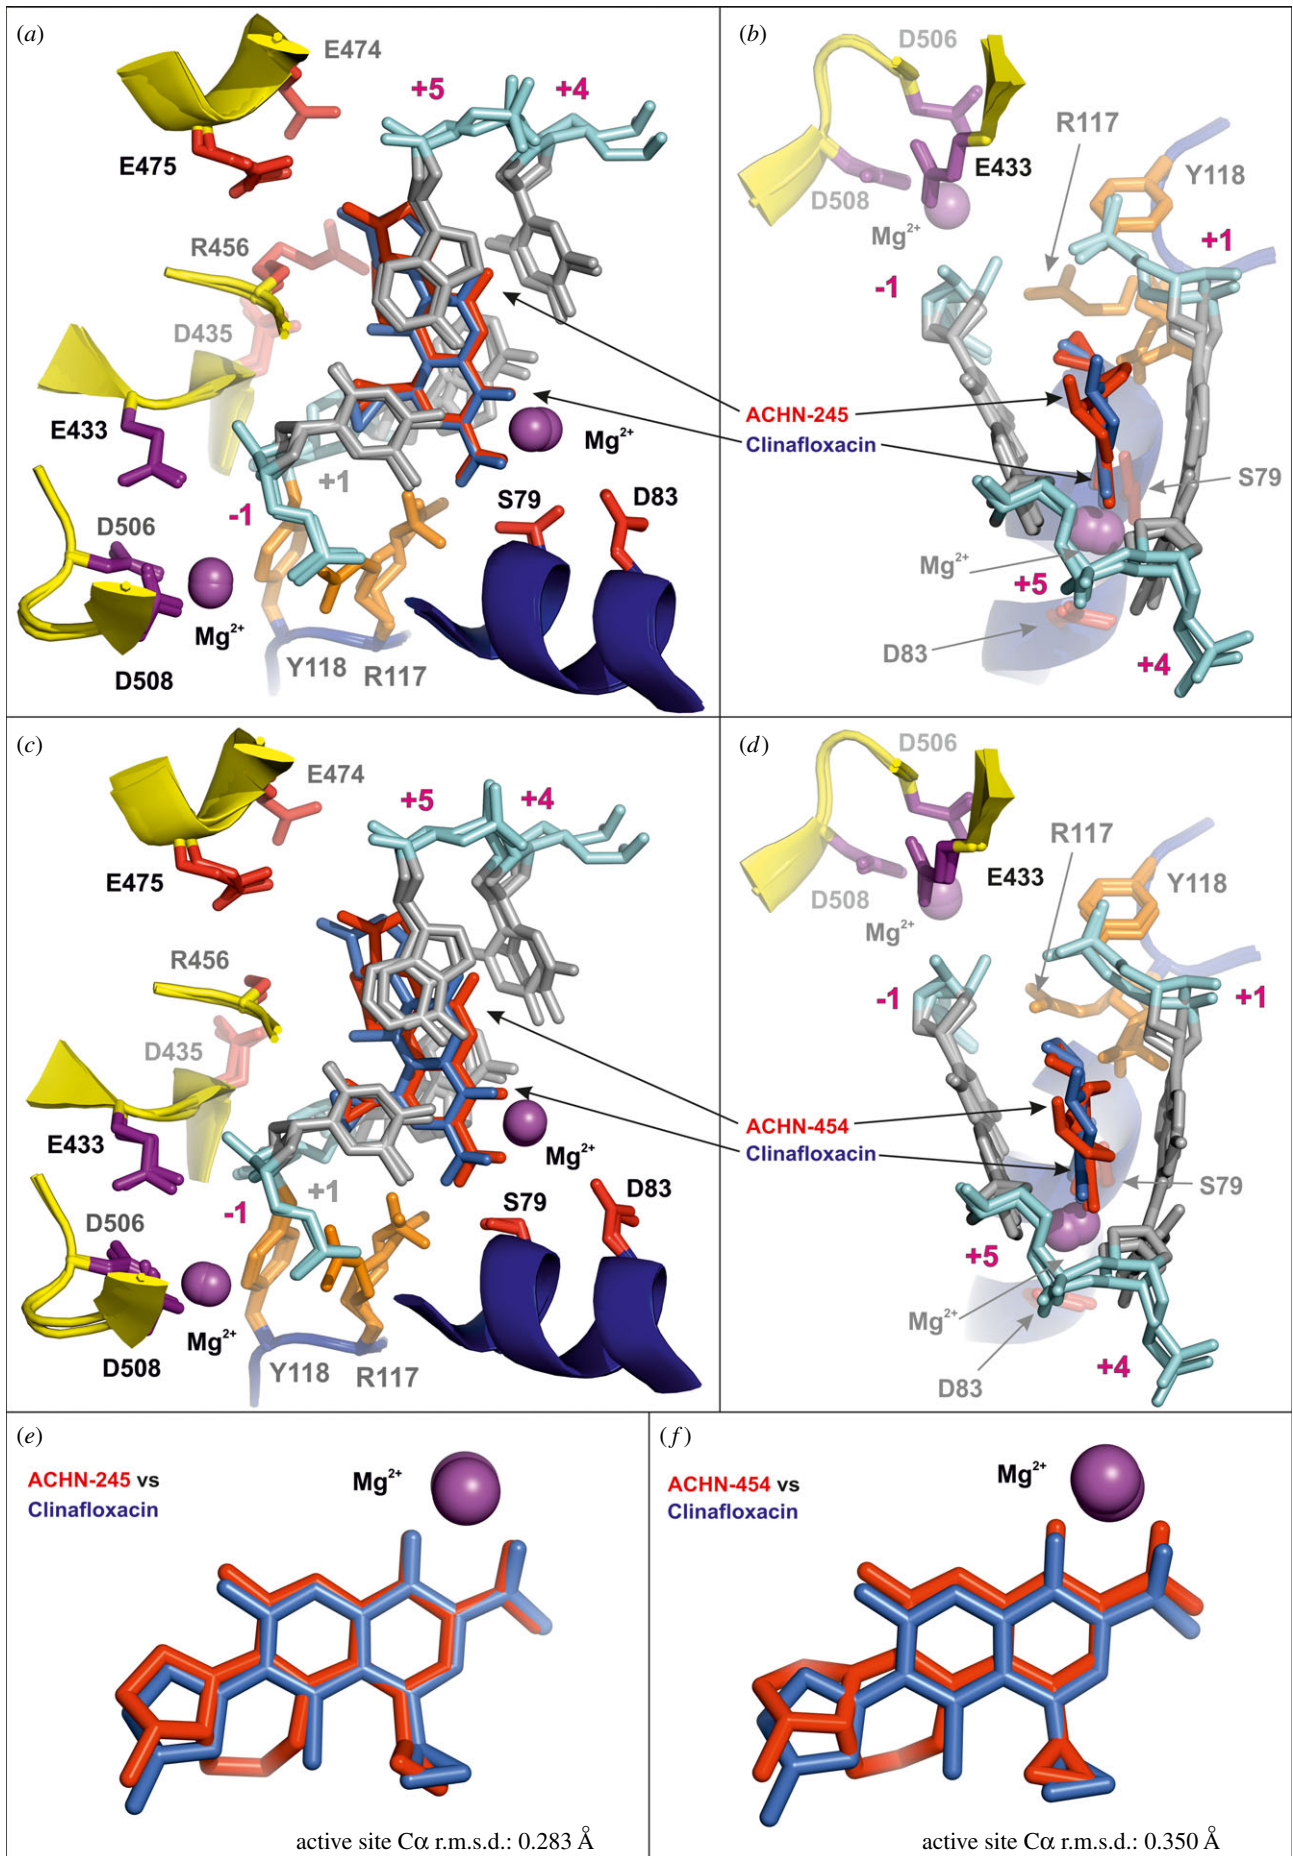 (a)
E474
+5
+4
E475
R456
D435
E433
Mg2+
+1
-1
S79
D83
D506
Mg2+
D508
Y118
R117
(b)
D506
R117
E433
Y118
D508
Mg2+
+1
-1
S79
Mg2+
+5
D83
+4
ACHN-245
Clinafloxacin
(c)
E474
+5
+4
E475
R456
D435
E433
Mg2+
+1
-1
S79
D83
D506
Mg2+
D508
Y118
R117
(d)
D506
R117
E433
Y118
D508
Mg2+
-1
+1
S79
+5
Mg2+
+4
D83
ACHN-454
Clinafloxacin
(e)
ACHN-245 vs
Clinafloxacin
Mg2+
active site Cα r.m.s.d.: 0.283 Å
(f)
ACHN-454 vs
Clinafloxacin
Mg2+
active site Cα r.m.s.d.: 0.350 Å